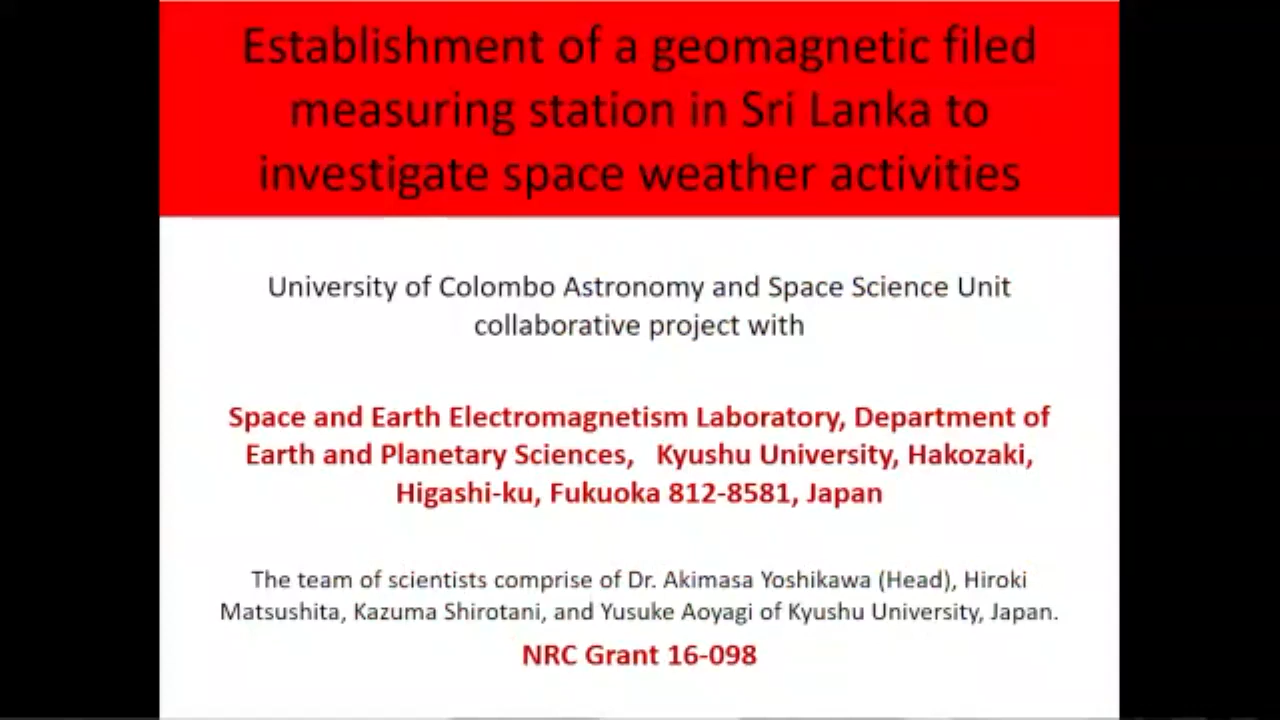 Establishment of a geomagnetic filed
measuring station in Sri Lanka to
investigate space weather activities
University of Colombo Astronomy and Space Science Unit
collaborative project with
Space and Earth Electromagnetism Laboratory, Department of
Earth and Planetary Sciences, Kyushu University, Hakozaki,
Higashi-ku, Fukuoka 812-8581, Japan
The team of scientists comprise of Dr. Akimasa Yoshikawa (Head), Hiroki
Matsushita, Kazuma Shirotani, and Yusuke Aoyagi of Kyushu University, Japan.
NRC Grant 16-098